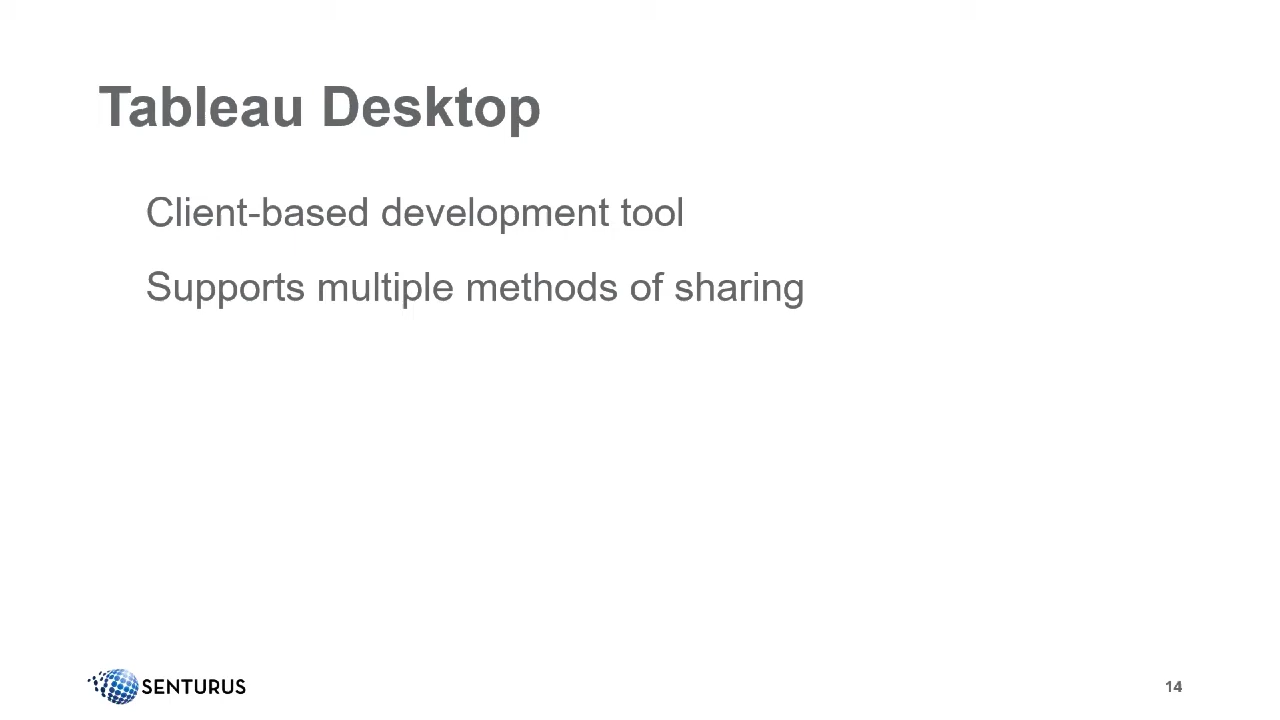 Tableau Desktop
Client-based development tool
Supports multiple methods of sharing
SENTURUS
14